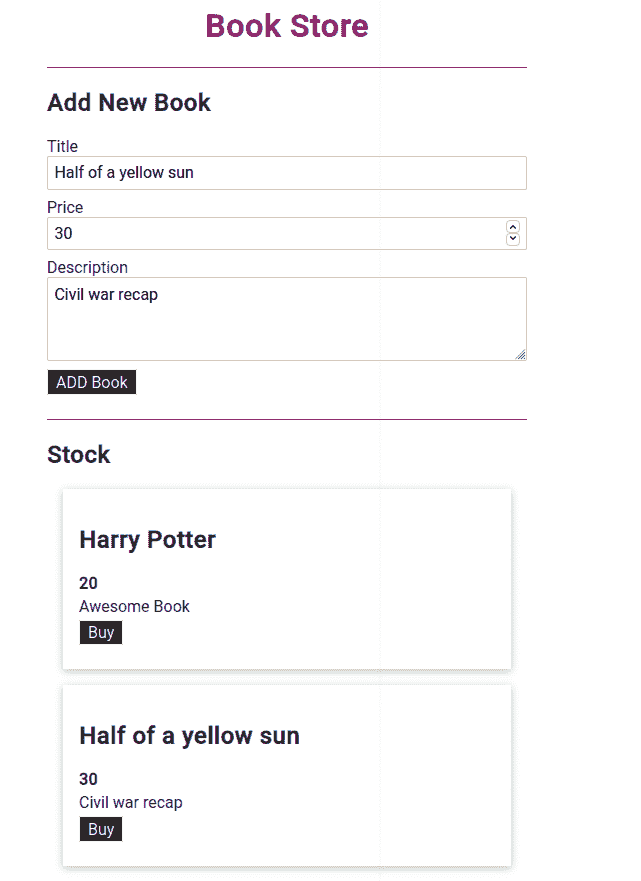 Book Store
Add New Book
Title
Half of a yellow sun
Price
30
Description
Civil war recap
ADD Book
Stock
Harry Potter
20
Awesome Book
Buy
Half of a yellow sun
30
Civil war recap
Buy